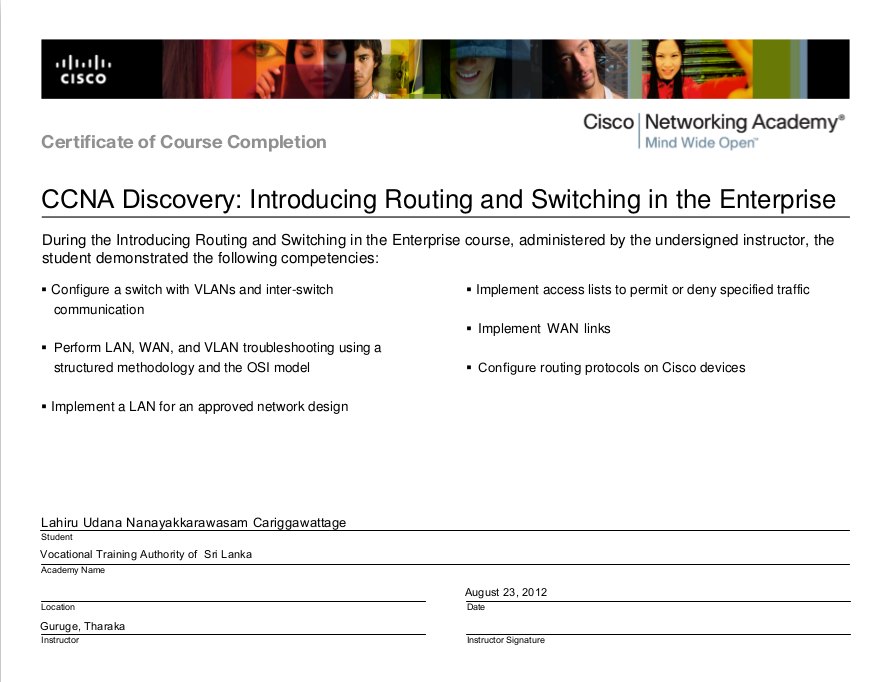 CISCO
Cisco Networking Academy®
Mind Wide Open™
Certificate of Course Completion
CCNA Discovery: Introducing Routing and Switching in the Enterprise
During the Introducing Routing and Switching in the Enterprise course, administered by the undersigned instructor, the
student demonstrated the following competencies:
▪ Configure a switch with VLANs and inter-switch
communication
▪ Perform LAN, WAN, and VLAN troubleshooting using a
structured methodology and the OSI model
▪ Implement a LAN for an approved network design
▪ Implement access lists to permit or deny specified traffic
▪ Implement WAN links
▪ Configure routing protocols on Cisco devices
Lahiru Udana Nanayakkarawasam Cariggawattage
Student
Vocational Training Authority of Sri Lanka
Academy Name
Location
August 23, 2012
Date
Guruge, Tharaka
Instructor
Instructor Signature